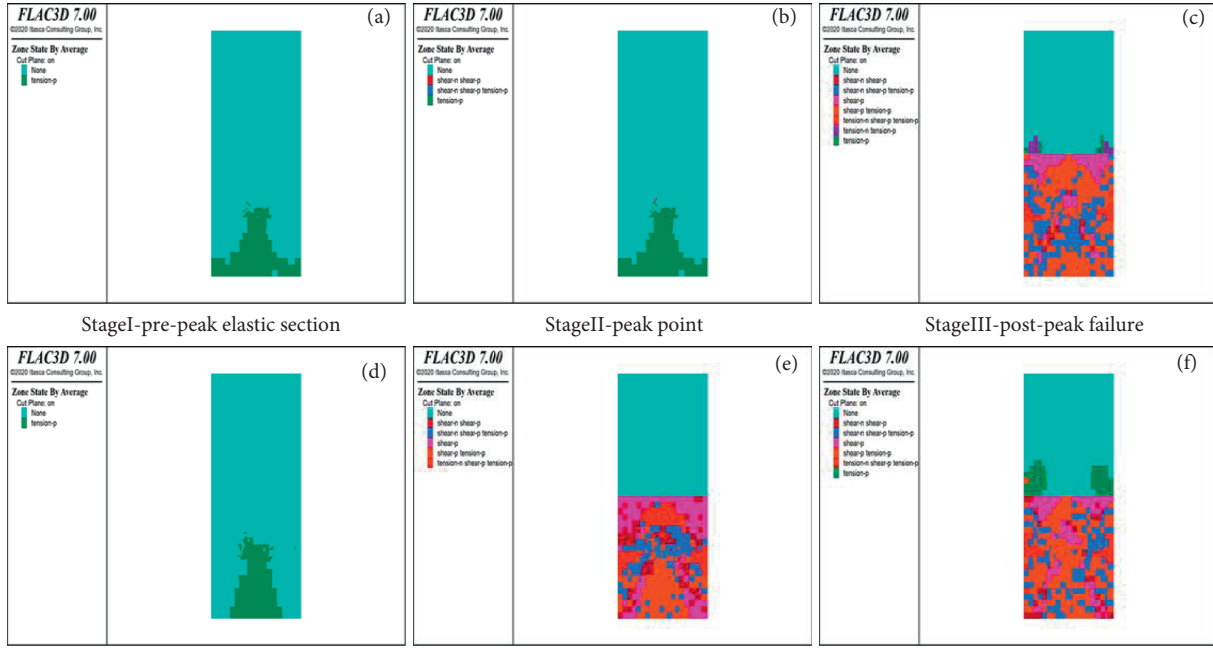 FLAC3D 7.00
©2020 Itasca Consulting Group, Inc.
Zone State By Average
Cut Plane: on
None
tension-p
(a)
FLAC3D 7.00
©2020 Itasca Consulting Group, Inc.
Zone State By Average
Cut Plane: on
None
shear-n shear-p
shear-n shear-p tension-p
tension-p
(b)
FLAC3D 7.00
©2020 Itasca Consulting Group, Inc.
Zone State By Average
Cut Plane: on
None
shear-n shear-p
shear-n shear-p tension-p
shear-p
shear-p tension-p
tension-n shear-p tension-p
tension-n tension-p
tension-p
(c)
StageI-pre-peak elastic section
StageII-peak point
StageIII-post-peak failure
FLAC3D 7.00
©2020 Itasca Consulting Group, Inc.
Zone State By Average
Cut Plane: on
None
tension-p
(d)
FLAC3D 7.00
©2020 Itasca Consulting Group, Inc.
Zone State By Average
Cut Plane: on
None
shear-n shear-p
shear-n shear-p tension-p
shear-p
shear-p tension-p
tension-n shear-p tension-p
(e)
FLAC3D 7.00
©2020 Itasca Consulting Group, Inc.
Zone State By Average
Cut Plane: on
None
shear-n shear-p
shear-n shear-p tension-p
shear-p
shear-p tension-p
tension-n shear-p tension-p
tension-p
(f)